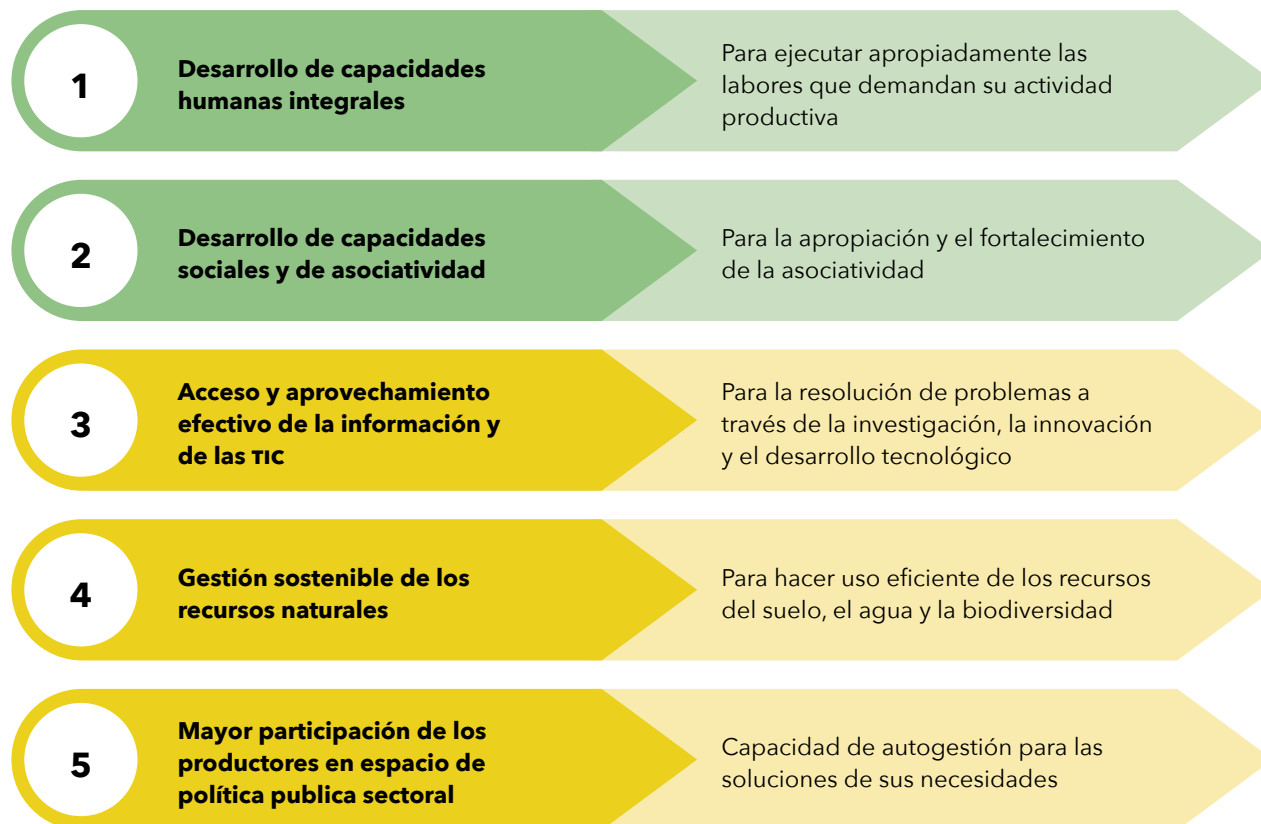 1
Desarrollo de capacidades
humanas integrales
Para ejecutar apropiadamente las
labores que demandan su actividad
productiva
2
Desarrollo de capacidades
sociales y de asociatividad
Para la apropiación y el fortalecimiento
de la asociatividad
3
Acceso y aprovechamiento
efectivo de la información y
de las TIC
Para la resolución de problemas a
través de la investigación, la innovación
y el desarrollo tecnológico
4
Gestión sostenible de los
recursos naturales
Para hacer uso eficiente de los recursos
del suelo, el agua y la biodiversidad
5
Mayor participación de los
productores en espacio de
política publica sectoral
Capacidad de autogestión para las
soluciones de sus necesidades